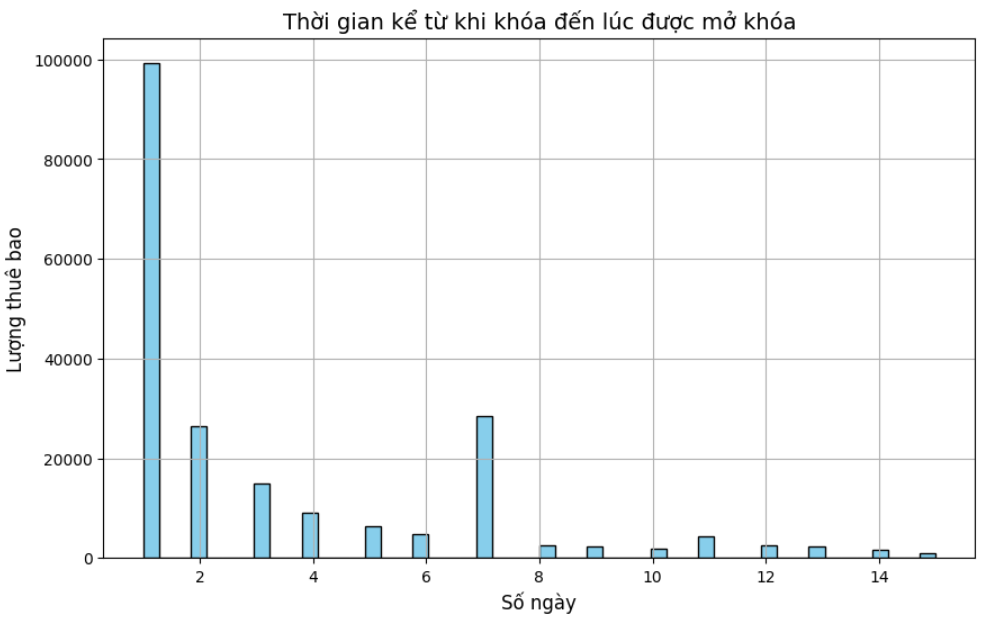 Thời gian kể từ khi khóa đến lúc được mở khóa
100000
80000
60000
40000
20000
0
Lượng thuê bao
2 4 6 8 10 12 14
Số ngày